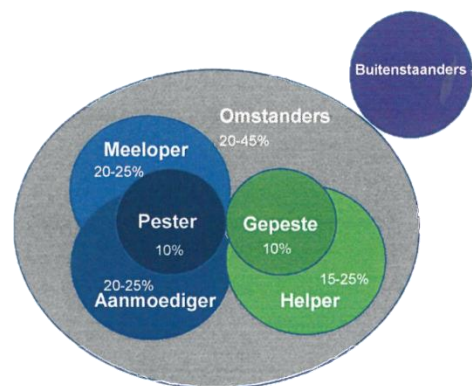 Buitenstaanders
Omstanders
20-45%
Meeloper
20-25%
Pester
10%
Gepeste
10%
20-25%
Aanmoediger
15-25%
Helper